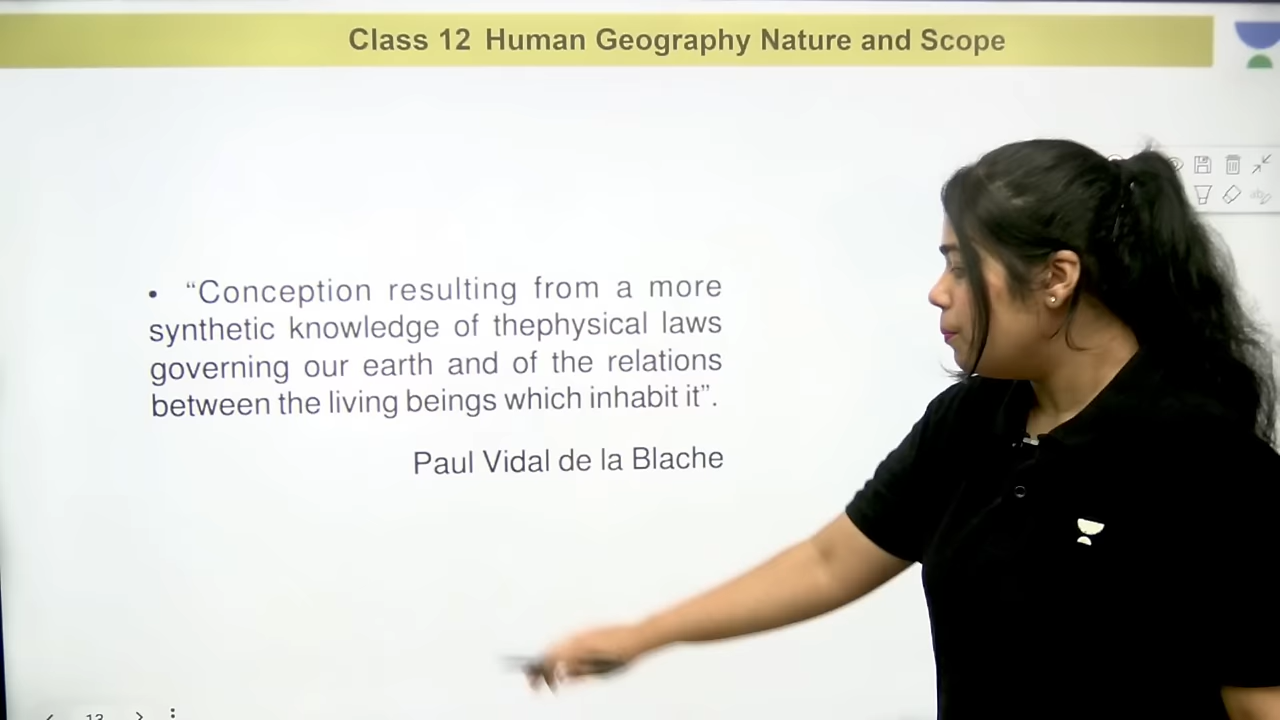 Class 12 Human Geography Nature and Scope
• “Conception resulting from a more
synthetic knowledge of thephysical laws
governing our earth and of the relations
between the living beings which inhabit it”.
Paul Vidal de la Blache